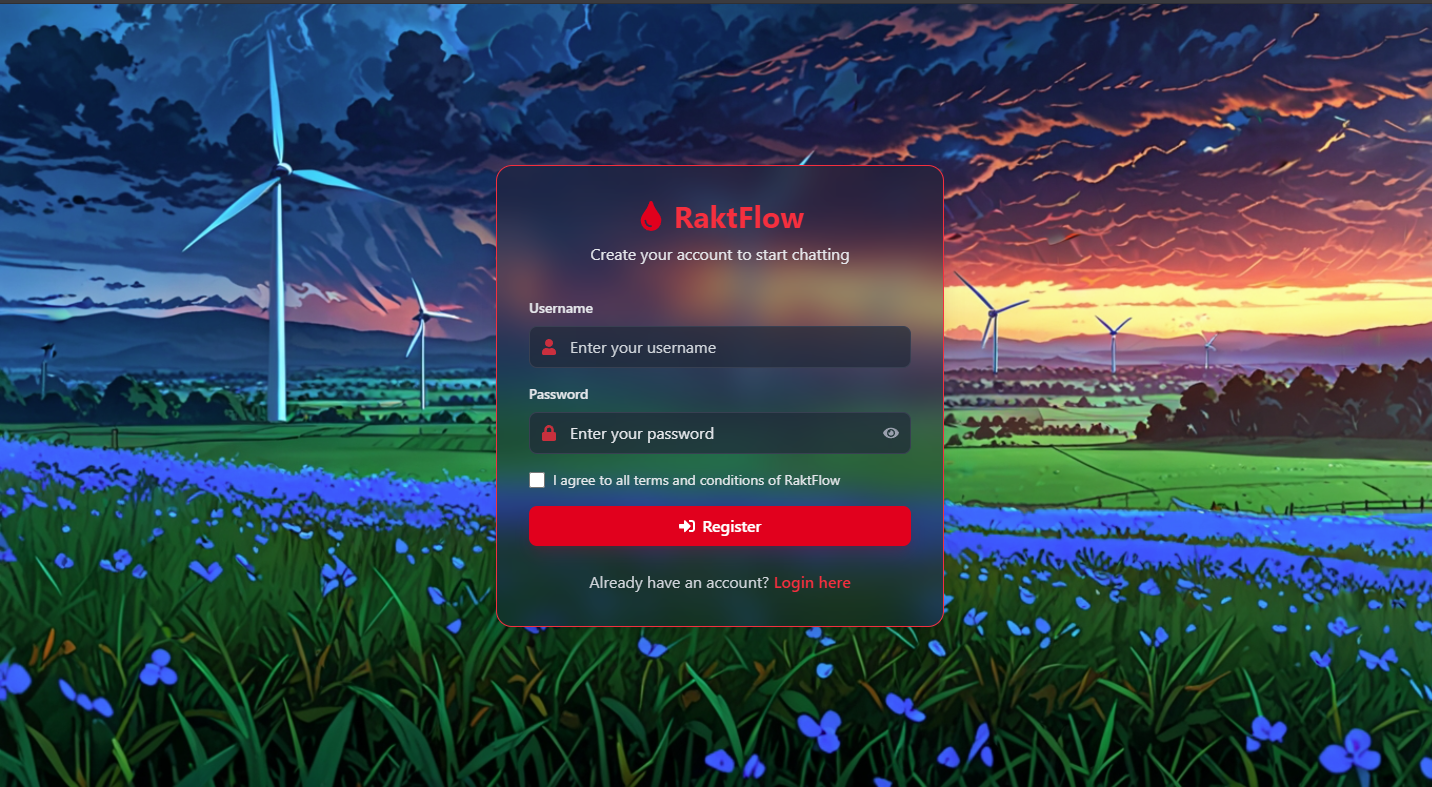 RaktFlow
Create your account to start chatting
Username
Enter your username
Password
Enter your password
I agree to all terms and conditions of RaktFlow
Register
Already have an account? Login here